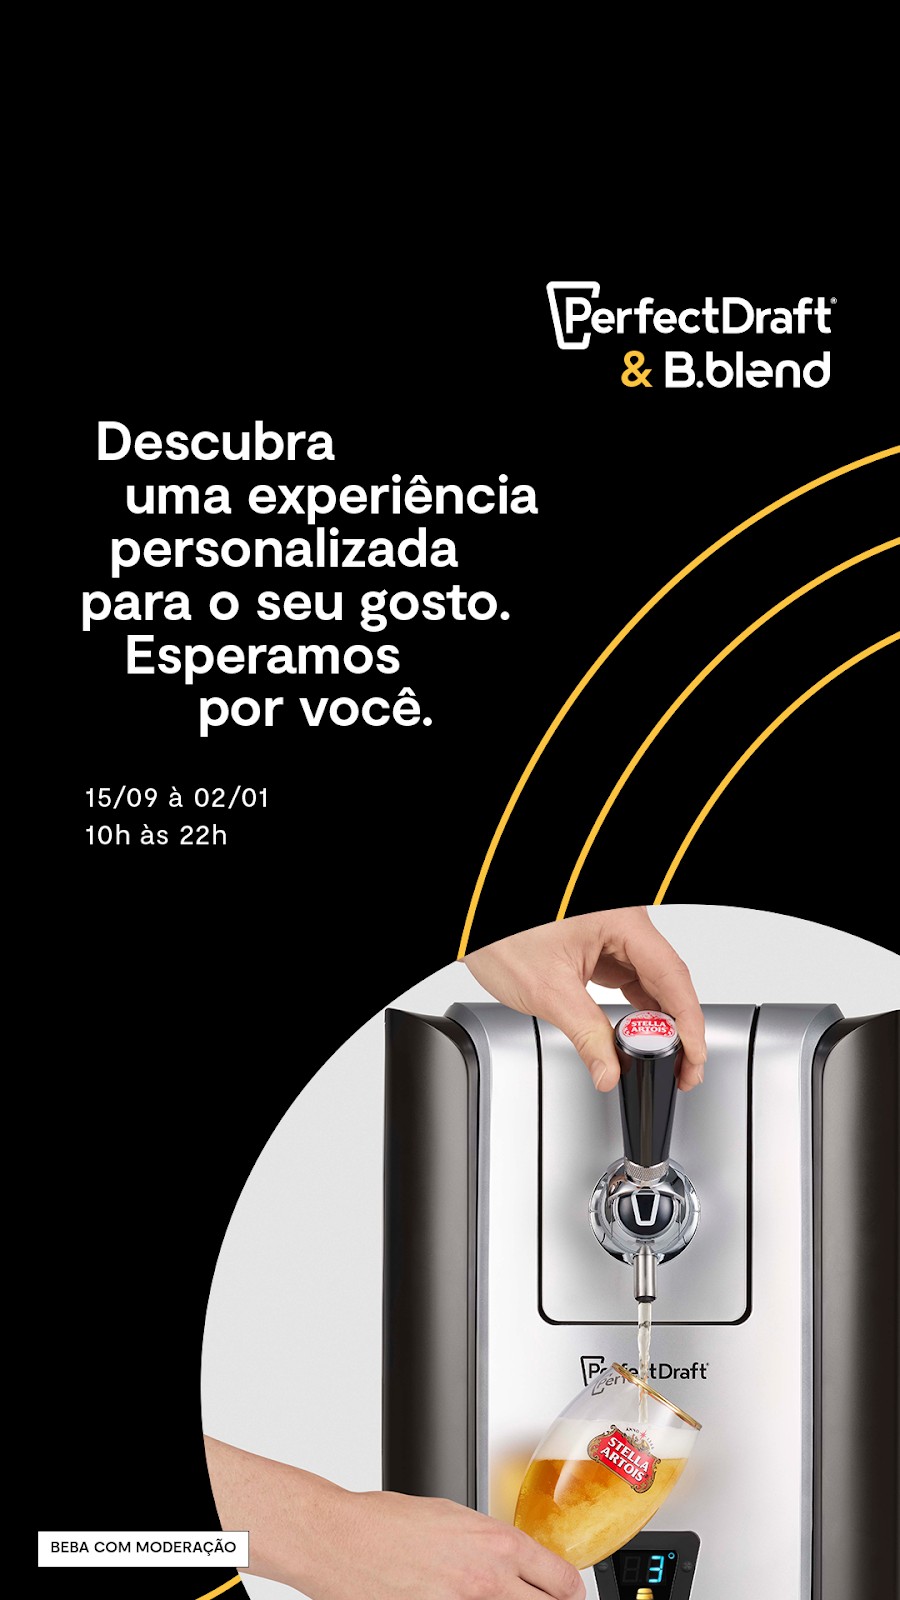 PerfectDraft®
& B.blend
Descubra
uma experiência
personalizada
para o seu gosto.
Esperamos
por você.
15/09 à 02/01
10h às 22h
STELLA
ARTOIS
PerfectDraft
STELLA
ARTOIS
BEBA COM MODERAÇÃO
3°